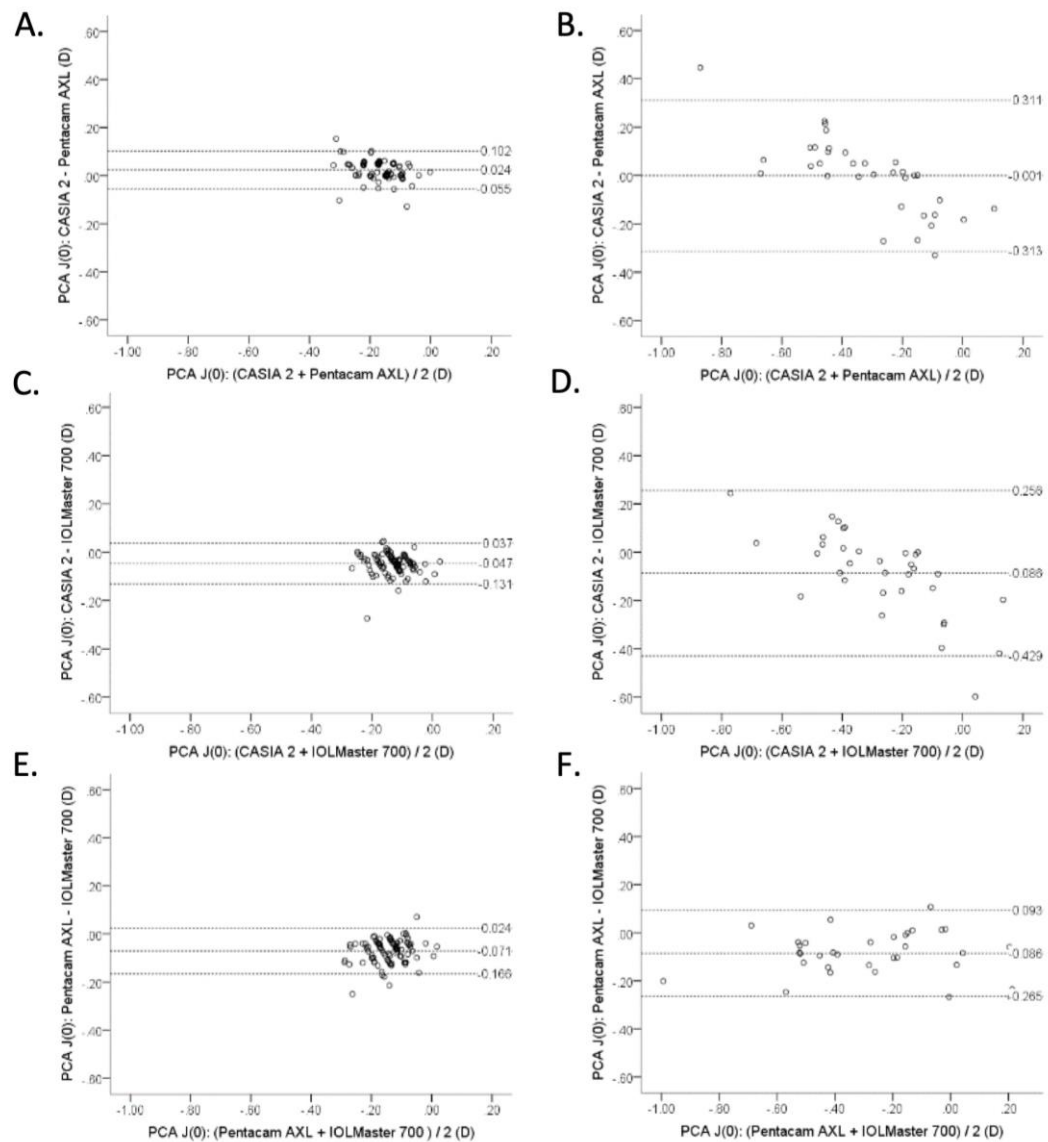 A.
PCA J(0): CASIA 2 - Pentacam AXL (D)
.60
.40
.20
.00
-.20
-.40
-.60
0.102
0.024
-0.055
-1.00 -.80 -.60 -.40 -.20 .00 .20
PCA J(0): (CASIA 2 + Pentacam AXL) / 2 (D)
B.
PCA J(0): CASIA 2 - Pentacam AXL (D)
.60
.40
.20
.00
-.20
-.40
-.60
0.311
-0.001
-0.313
-1.00 -.80 -.60 -.40 -.20 .00 .20
PCA J(0): (CASIA 2 + Pentacam AXL) / 2 (D)
C.
PCA J(0): CASIA 2 - IOLMaster 700 (D)
.60
.40
.20
.00
-.20
-.40
-.60
0.037
-0.047
-0.131
-1.00 -.80 -.60 -.40 -.20 .00 .20
PCA J(0): (CASIA 2 + IOLMaster 700) / 2 (D)
D.
PCA J(0): CASIA 2 - IOLMaster 700 (D)
.60
.40
.20
.00
-.20
-.40
-.60
0.256
-0.086
-0.429
-1.00 -.80 -.60 -.40 -.20 .00 .20
PCA J(0): (CASIA 2 + IOLMaster 700) / 2 (D)
E.
PCA J(0): Pentacam AXL - IOLMaster 700 (D)
.60
.40
.20
.00
-.20
-.40
-.60
0.024
-0.071
-0.166
-1.00 -.80 -.60 -.40 -.20 .00 .20
PCA J(0): (Pentacam AXL + IOLMaster 700 ) / 2 (D)
F.
PCA J(0): Pentacam AXL - IOLMaster 700 (D)
.60
.40
.20
.00
-.20
-.40
-.60
0.093
-0.086
-0.265
-1.00 -.80 -.60 -.40 -.20 .00 .20
PCA J(0): (Pentacam AXL + IOLMaster 700) / 2 (D)